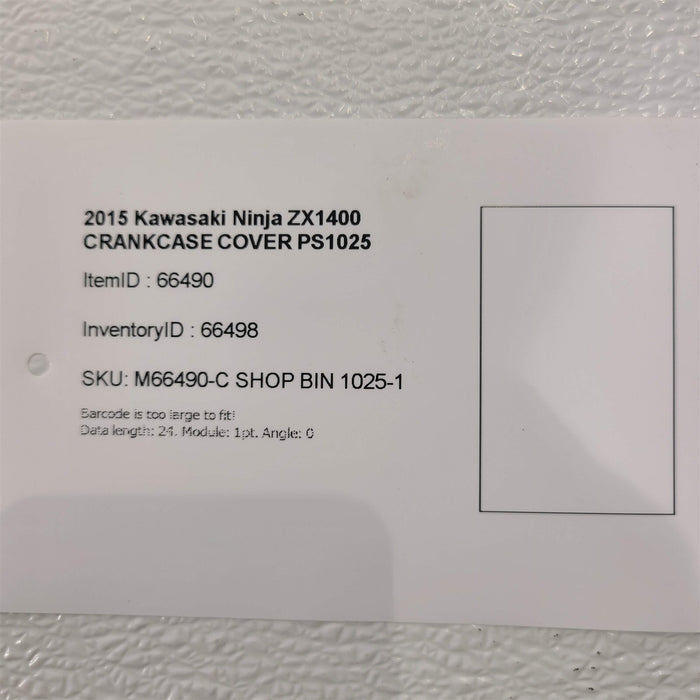 2015 Kawasaki Ninja ZX1400
CRANKCASE COVER PS1025
ItemID : 66490
InventoryID : 66498
SKU: M66490-C SHOP BIN 1025-1
Barcode is too large to fit!
Data length: 24. Module: 1pt. Angle: 0